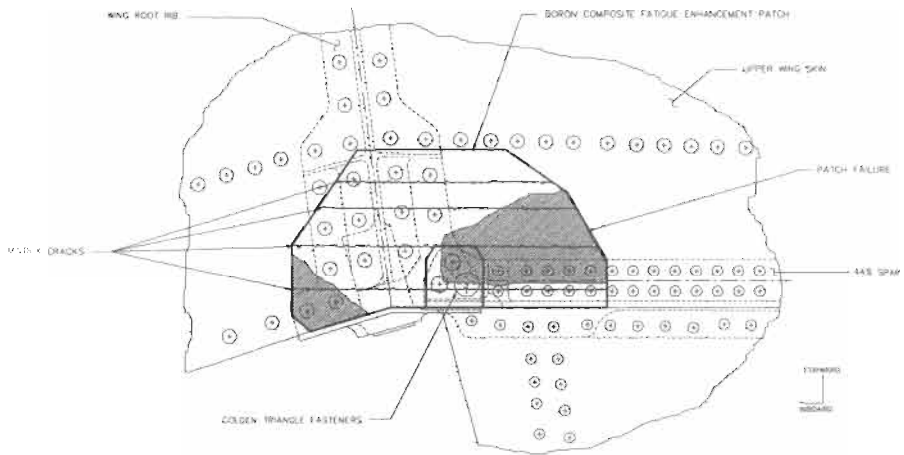 WING ROOT RIB
BORON COMPOSITE FATIGUE ENHANCEMENT PATCH
UPPER WING SKIN
PATCH FAILURE
CRACKS
44% SPAR
FORWARD
INBOARD
GOLDEN TRIANGLE FASTENERS